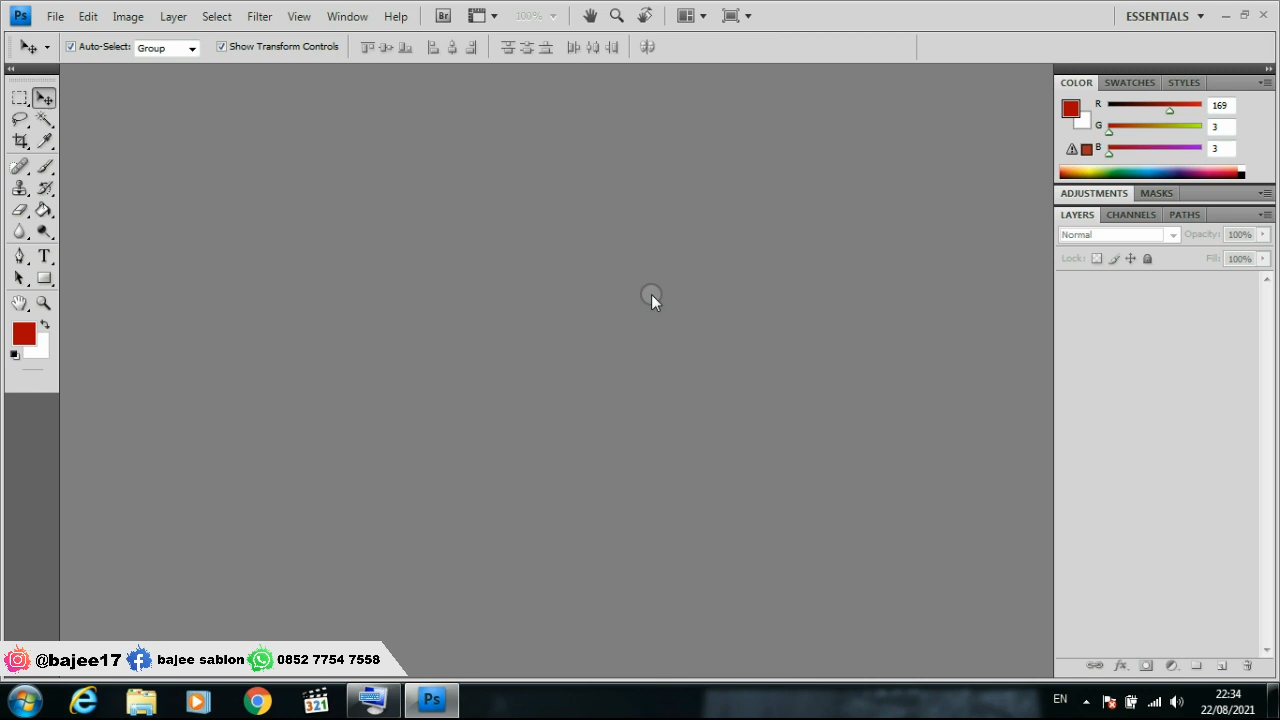 Ps File Edit Image Layer Select Filter View Window Help Br 100% ESSENTIALS
Auto-Select: Group Show Transform Controls
COLOR SWATCHES STYLES
R 169
G 3
B 3
ADJUSTMENTS MASKS
LAYERS CHANNELS PATHS
Normal Opacity: 100%
Lock: Fill: 100%
T
@bajee17 bajee sablon 0852 7754 7558
321 Ps EN 22:34
22/08/2021